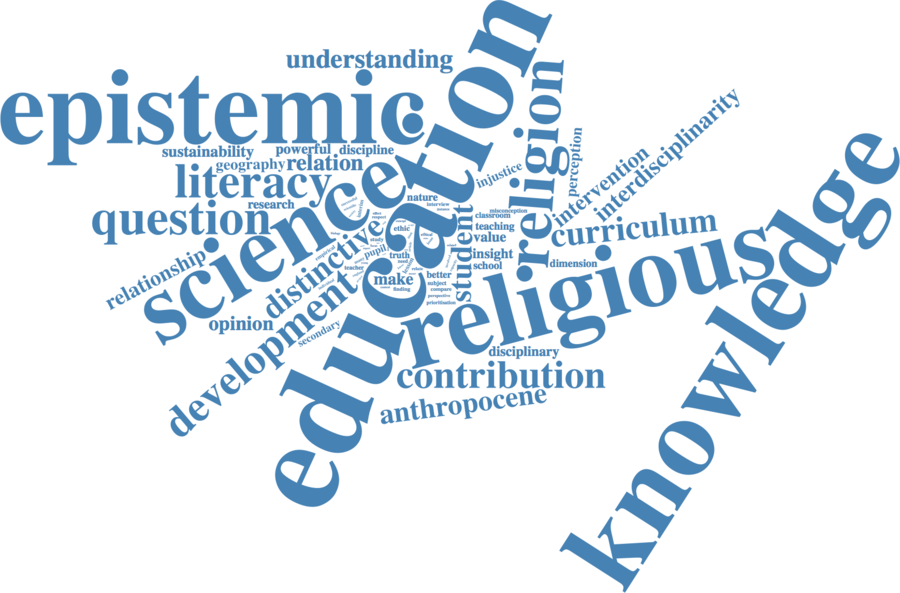 understanding
epistemic
education
religion
sustainability
powerful
discipline
geography
relation
literacy
research
question
science
distinctive
relationship
development
opinion
secondary
nature
interview
injustice
perception
intervention
interdisciplinarity
knowledge
misconception
classroom
teaching
value
student
curriculum
insight
school
dimension
religious
ethic
study
pupil
truth
teacher
make
finding
better
subject
compare
perspective
prioritisation
disciplinary
contribution
anthropocene